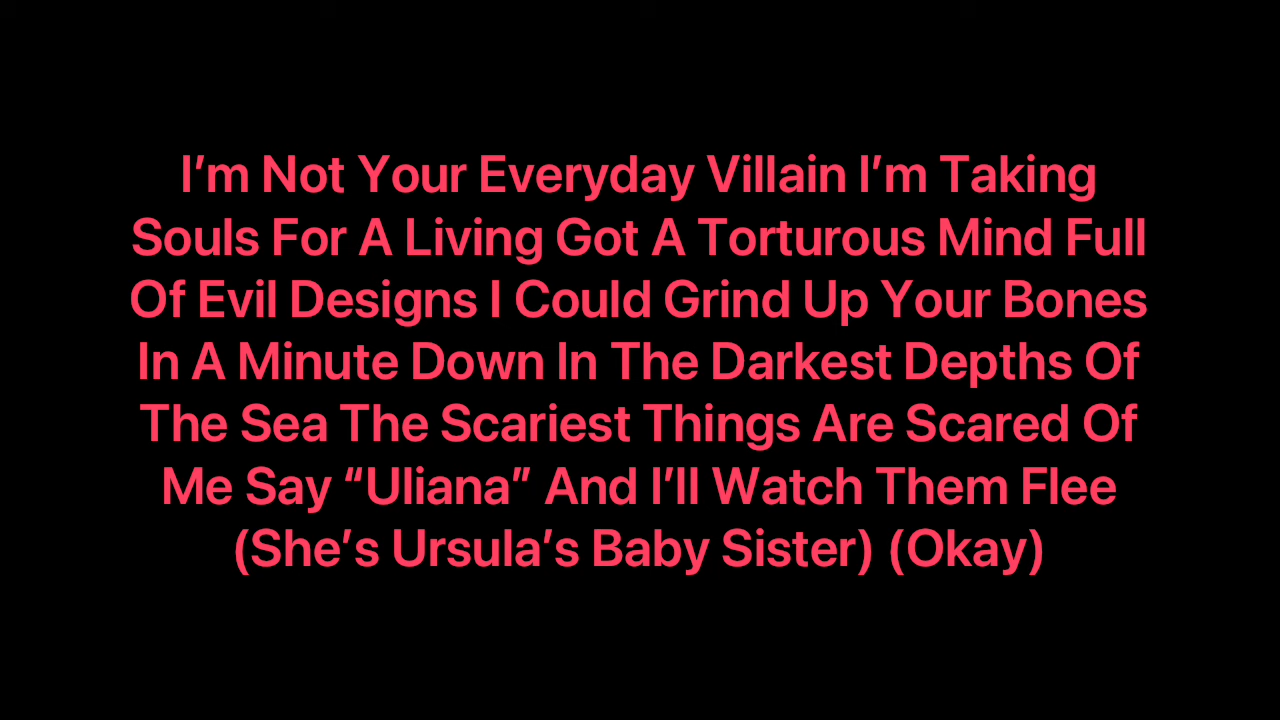 I’m Not Your Everyday Villain I’m Taking
Souls For A Living Got A Torturous Mind Full
Of Evil Designs I Could Grind Up Your Bones
In A Minute Down In The Darkest Depths Of
The Sea The Scariest Things Are Scared Of
Me Say “Uliana” And I’ll Watch Them Flee
(She’s Ursula’s Baby Sister) (Okay)